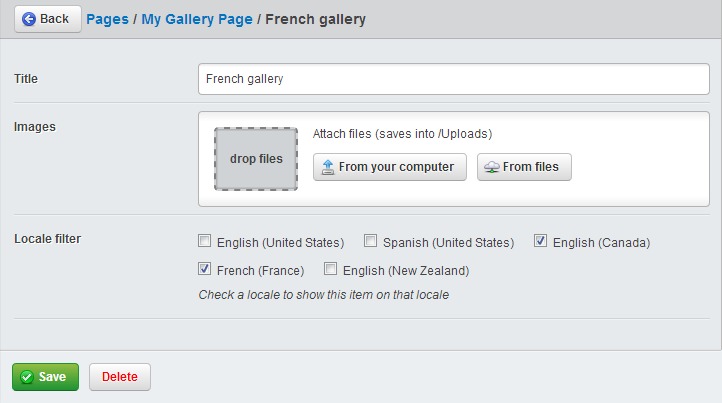 Back Pages / My Gallery Page / French gallery
Title French gallery
Images Attach files (saves into /Uploads)
drop files From your computer From files
Locale filter English (United States) Spanish (United States) English (Canada)
French (France) English (New Zealand)
Check a locale to show this item on that locale
Save Delete